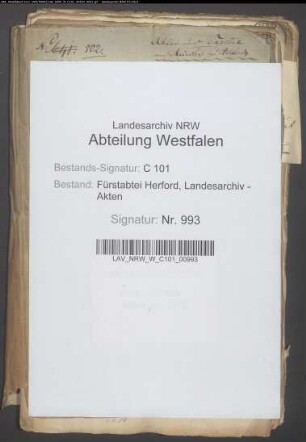 Landesarchiv NRW
Abteilung Westfalen
Bestands-Signatur: C 101
Bestand: Fürstabtei Herford, Landesarchiv -
Akten
Signatur: Nr. 993
LAV_NRW_W_C101_00993